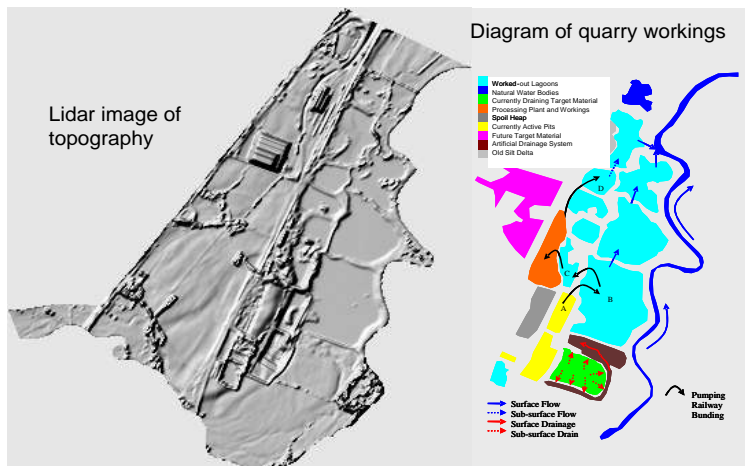 Diagram of quarry workings
Lidar image of
topography
Worked-out Lagoons
Natural Water Bodies
Currently Draining Target Material
Processing Plant and Workings
Spoil Heap
Currently Active Pits
Future Target Material
Artificial Drainage System
Old Silt Delta
D
C
A
B
Surface Flow
Sub-surface Flow
Surface Drainage
Sub-surface Drain
Pumping
Railway
Bunding